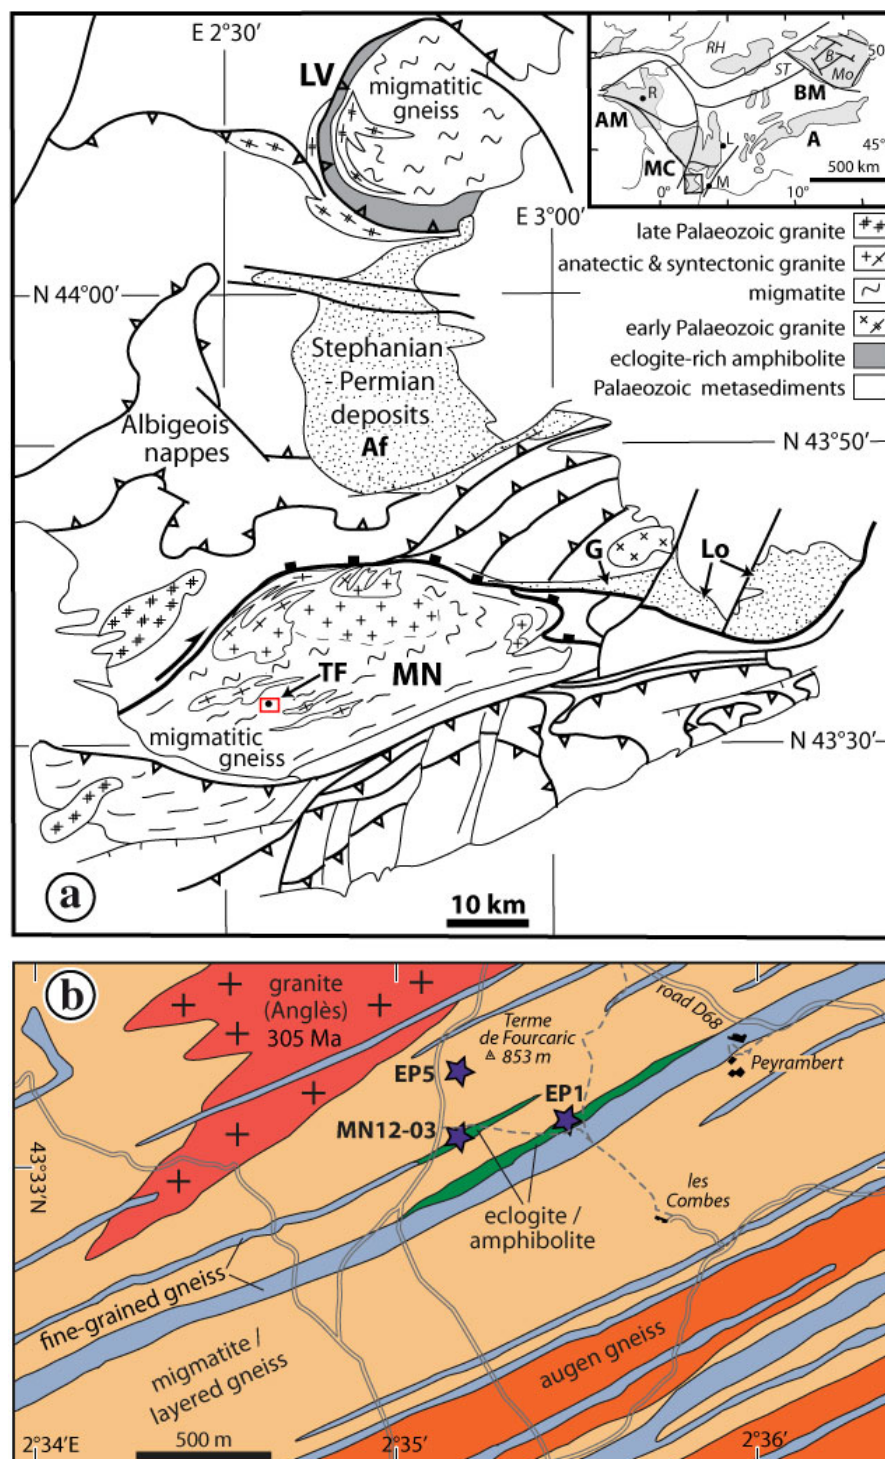 E 2°30′
LV
migmatitic
gneiss
E 3°00′
N 44°00′
Stephanian
- Permian
deposits
Af
Albigeois
nappes
N 43°50′
G
Lo
TF
MN
migmatitic
gneiss
N 43°30′
a
10 km
RH
50°
ST
B
Mo
BM
R
AM
A
L
45°
MC
500 km
M
0°
10°
late Palaeozoic granite
anatectic & syntectonic granite
migmatite
early Palaeozoic granite
eclogite-rich amphibolite
Palaeozoic metasediments
b
granite
(Anglès)
305 Ma
Terme
de Fourcaric
853 m
road D68
Peyrambert
EP5
EP1
MN12-03
43°33′N
les
Combes
eclogite /
amphibolite
fine-grained gneiss
migmatite /
layered gneiss
augen gneiss
2°34′E
500 m
2°35′
2°36′